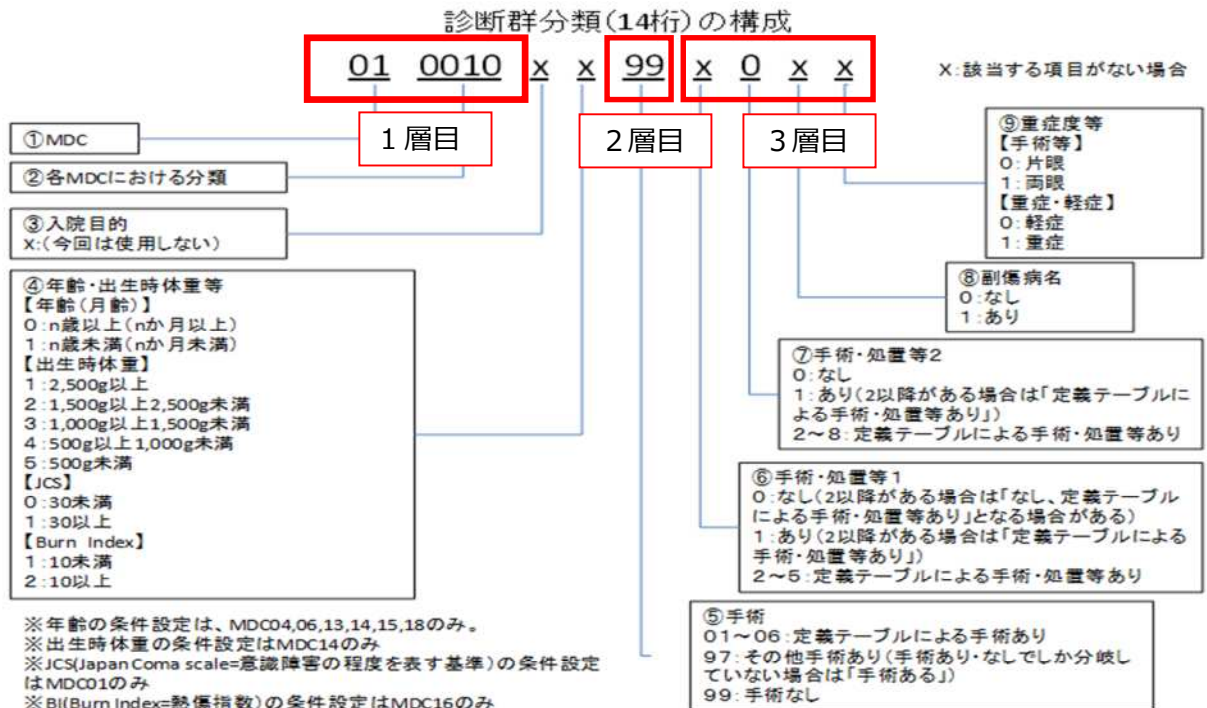 診断群分類(14桁)の構成
01 0010 x x 99 x 0 x x
X:該当する項目がない場合
1層目
2層目
3層目
①MDC
②各MDCにおける分類
③入院目的
x:(今回は使用しない)
④年齢・出生時体重等
【年齢(月齢)】
0:n歳以上(nか月以上)
1:n歳未満(nか月未満)
【出生時体重】
1:2,500g以上
2:1,500g以上2,500g未満
3:1,000g以上1,500g未満
4:500g以上1,000g未満
5:500g未満
【JCS】
0:30未満
1:30以上
【Burn Index】
1:10未満
2:10以上
※年齢の条件設定は、MDC04,06,13,14,15,18のみ。
※出生時体重の条件設定はMDC14のみ
※JCS(Japan Coma scale=意識障害の程度を表す基準)の条件設定
はMDC01のみ
※BI(Burn Index=熱傷指数)の条件設定はMDC16のみ
⑨重症度等
【手術等】
0:片眼
1:両眼
【重症・軽症】
0:軽症
1:重症
⑧副傷病名
0:なし
1:あり
⑦手術・処置等2
0:なし
1:あり(2以降がある場合は「定義テーブルに
よる手術・処置等あり」)
2~8:定義テーブルによる手術・処置等あり
⑥手術・処置等1
0:なし(2以降がある場合は「なし、定義テーブル
による手術・処置等あり」となる場合がある)
1:あり(2以降がある場合は「定義テーブルによる
手術・処置等あり」)
2~5:定義テーブルによる手術・処置等あり
⑤手術
01~06:定義テーブルによる手術あり
97:その他手術あり(手術あり・なしでしか分岐し
ていない場合は「手術ある」)
99:手術なし